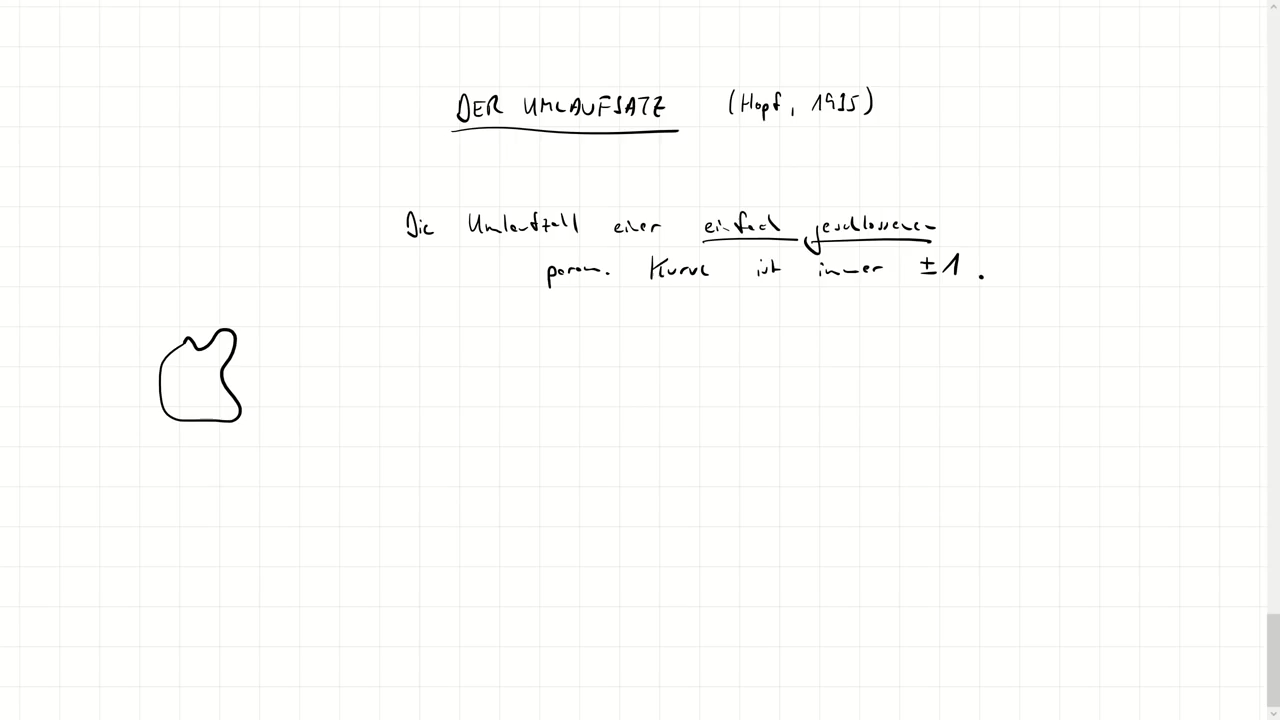 DER UMLAUFSATZ (Hopf, 1935)
Die Umlaufzahl einer einfach geschlossenen
param. Kurve ist immer ±1.